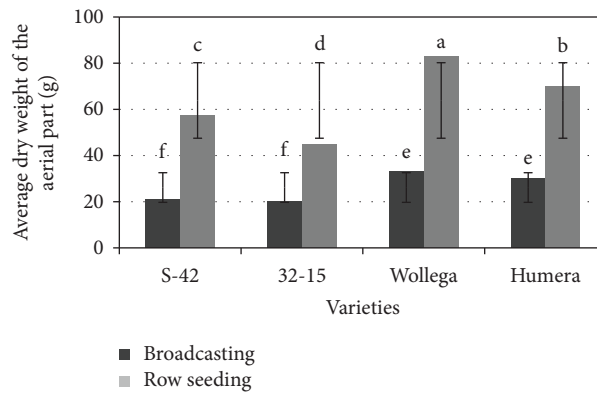 Average dry weight of the
aerial part (g)
100
80
60
40
20
0
f
c
f
d
e
a
e
b
S-42
32-15
Wollega
Humera
Varieties
Broadcasting
Row seeding